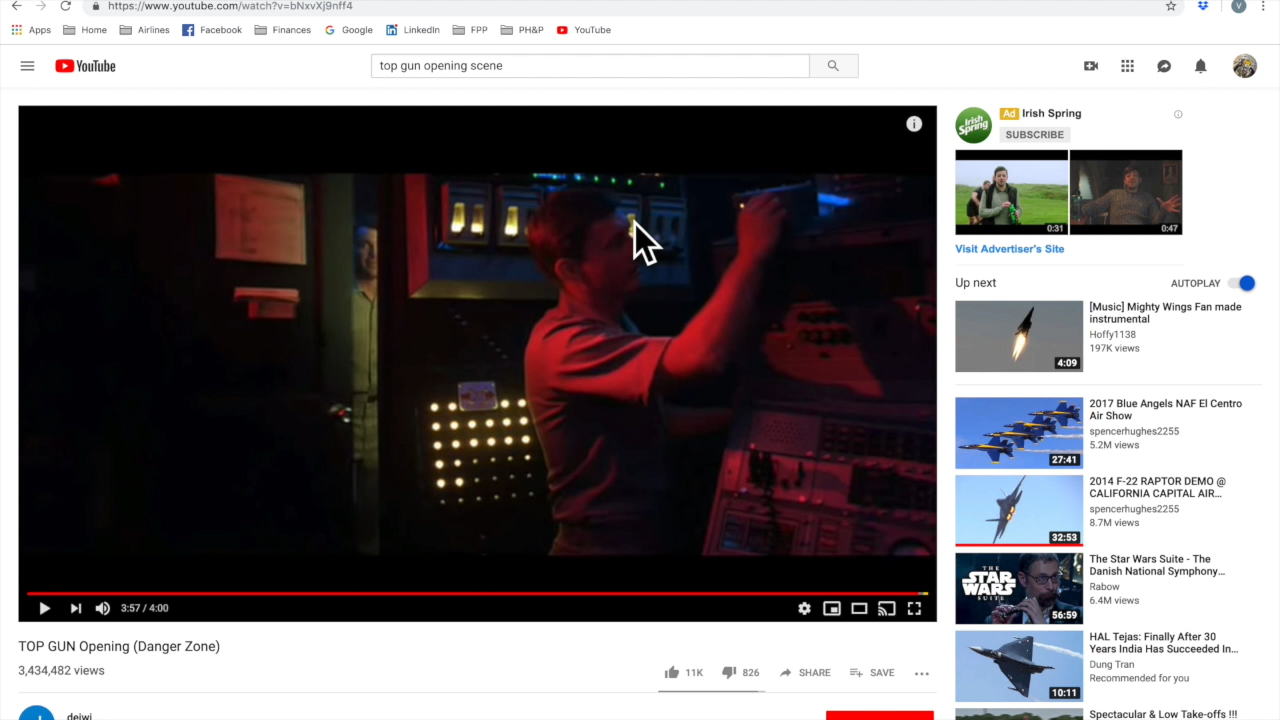 https://www.youtube.com/watch?v=bNxvXj9nff4
V
Apps Home Airlines Facebook Finances Google LinkedIn FPP PH&P YouTube
YouTube
top gun opening scene
Irish Spring
Ad Irish Spring
SUBSCRIBE
0:31 0:47
Visit Advertiser's Site
Up next AUTOPLAY
[Music] Mighty Wings Fan made
instrumental
Hoffy1138
197K views
4:09
2017 Blue Angels NAF El Centro
Air Show
spencerhughes2255
5.2M views
27:41
2014 F-22 RAPTOR DEMO @
CALIFORNIA CAPITAL AIR...
spencerhughes2255
8.7M views
32:53
The Star Wars Suite - The
Danish National Symphony...
Rabow
6.4M views
THE
STAR
WARS
SUITE
56:59
HAL Tejas: Finally After 30
Years India Has Succeeded In...
Dung Tran
Recommended for you
10:11
Spectacular & Low Take-offs !!!
3:57 / 4:00
TOP GUN Opening (Danger Zone)
3,434,482 views
11K 826 SHARE SAVE
deiwi